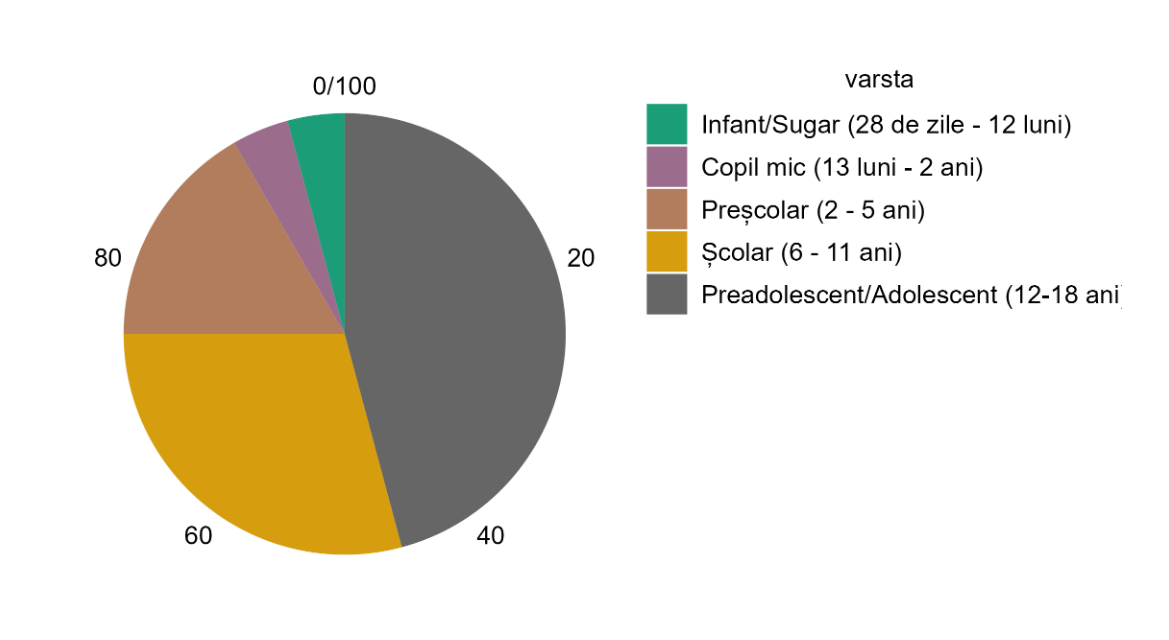 varsta
0/100
Infant/Sugar (28 de zile - 12 luni)
Copil mic (13 luni - 2 ani)
Preșcolar (2 - 5 ani)
80
20
Școlar (6 - 11 ani)
Preadolescent/Adolescent (12-18 ani)
60
40